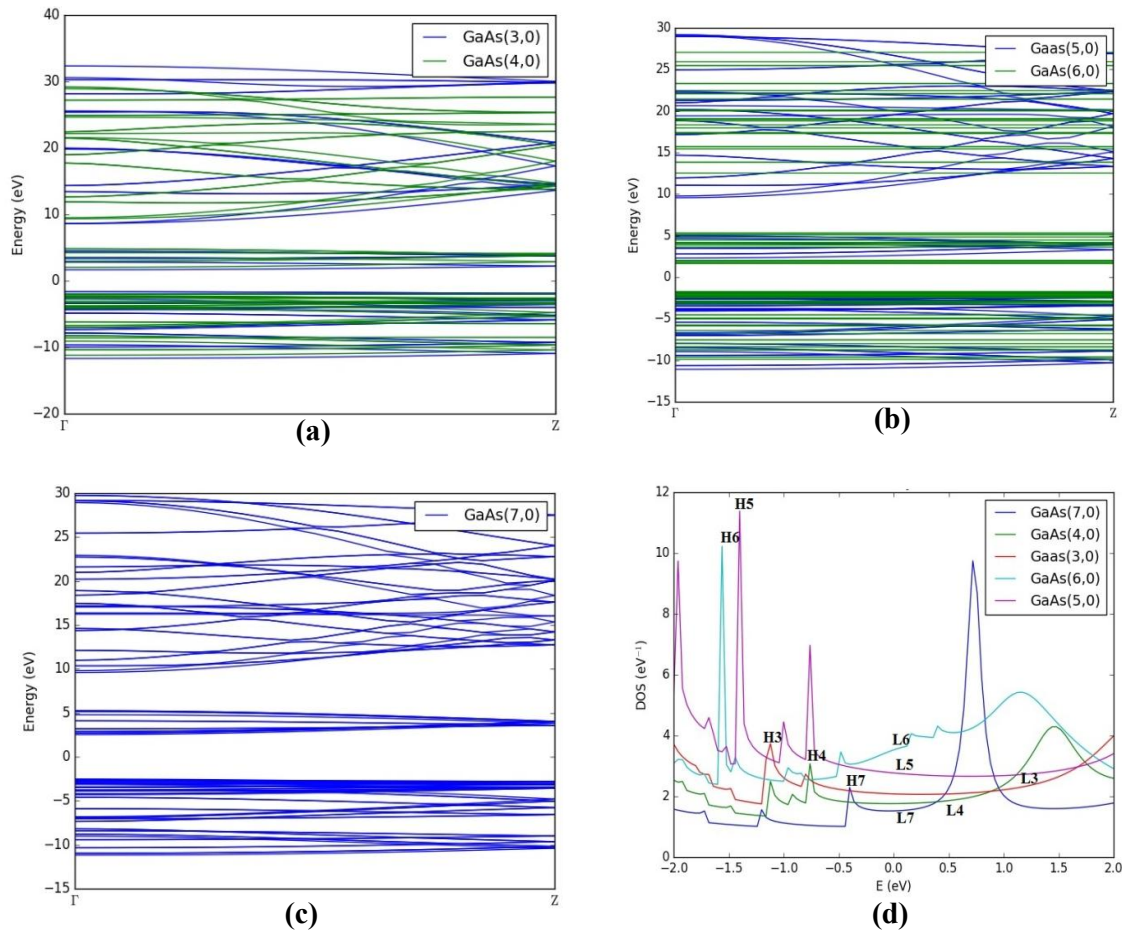 40
30
20
10
0
−10
−20
Energy (eV)
GaAs(3,0)
GaAs(4,0)
Γ
Z
(a)
30
25
20
15
10
5
0
−5
−10
−15
Energy (eV)
Gaas(5,0)
GaAs(6,0)
Γ
Z
(b)
30
25
20
15
10
5
0
−5
−10
−15
Energy (eV)
GaAs(7,0)
Γ
Z
(c)
12
10
8
6
4
2
0
DOS (eV⁻¹)
GaAs(7,0)
GaAs(4,0)
Gaas(3,0)
GaAs(6,0)
GaAs(5,0)
H5
H6
H3
H4
H7
L6
L5
L3
L7
L4
−2.0 −1.5 −1.0 −0.5 0.0 0.5 1.0 1.5 2.0
E (eV)
(d)